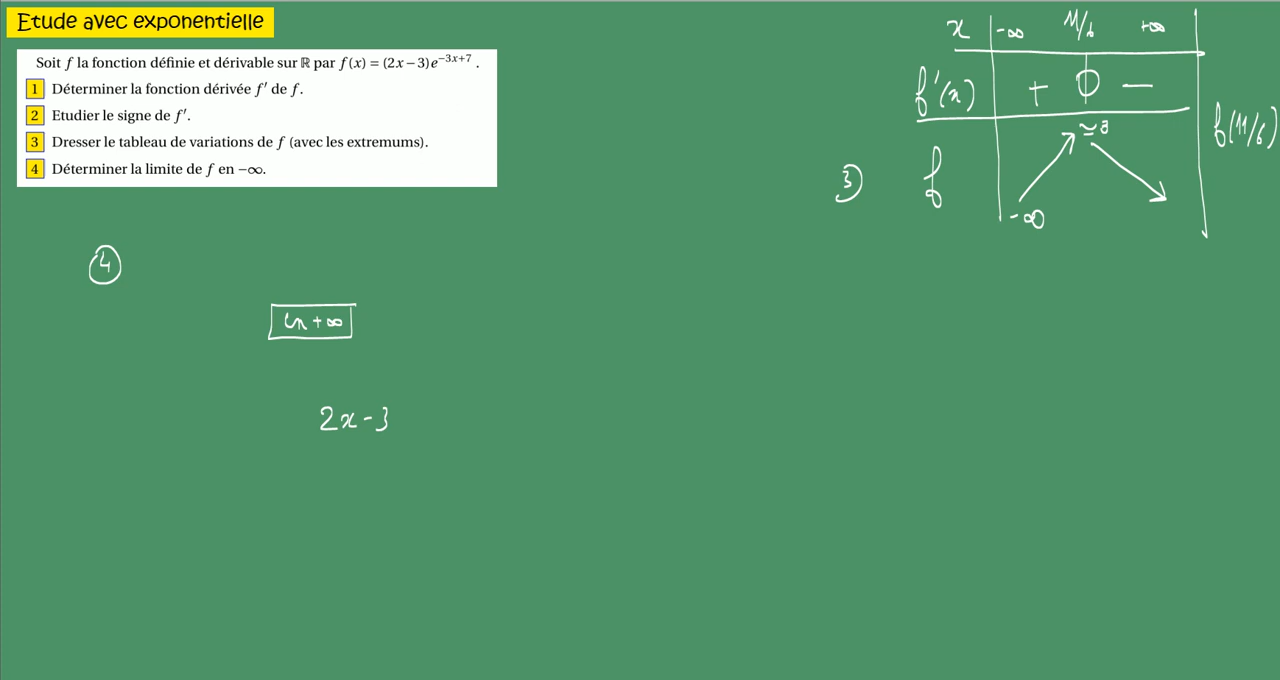 Etude avec exponentielle
Soit f la fonction définie et dérivable sur ℝ par f(x) = (2x−3)e^{−3x+7} .
1 Déterminer la fonction dérivée f′ de f.
2 Etudier le signe de f′.
3 Dresser le tableau de variations de f (avec les extremums).
4 Déterminer la limite de f en −∞.
x -∞ 11/6 +∞
f'(x) + 0 −
f(11/6)
3) f -∞
4
en +∞
2x-3